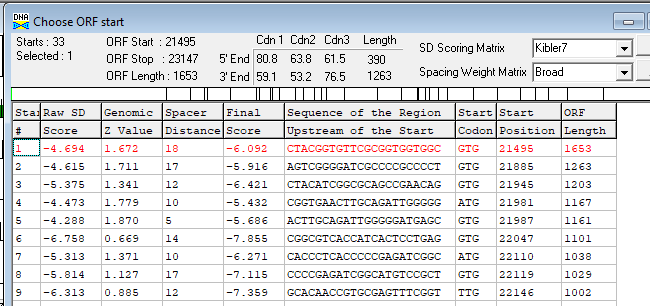 DNA Choose ORF start
Starts : 33 ORF Start : 21495 Cdn 1 Cdn2 Cdn3 Length SD Scoring Matrix Kibler7
Selected : 1 ORF Stop : 23147 5' End 80.8 63.8 61.5 390
ORF Length : 1653 3' End 59.1 53.2 76.5 1263 Spacing Weight Matrix Broad
Star Raw SD Genomic Spacer Final Sequence of the Region Start Start ORF
# Score Z Value Distance Score Upstream of the Start Codon Position Length
1 -4.694 1.672 18 -6.092 CTACGGTGTTCGCGGTGGTGGC GTG 21495 1653
2 -4.615 1.711 17 -5.916 AGTCGGGGATCTGGCGCCCCT GTG 21885 1263
3 -5.375 1.341 12 -6.421 CTACATCGGCGCAGCCGAACAG GTG 21945 1203
4 -4.473 1.779 10 -5.432 CGGTGAACTTGCAGATTGGGGG ATG 21981 1167
5 -4.288 1.870 5 -5.686 ACTTGCAGATTGGGGGATGAGC GTG 21987 1161
6 -6.758 0.669 14 -7.855 CGGCGTCACCATCACTCCTGAG GTG 22047 1101
7 -5.313 1.371 10 -6.271 CACCCTCACCCCCGAGATCGGC ATG 22110 1038
8 -5.814 1.127 17 -7.115 CCCCGAGATCGGCATGTCCGCT GTG 22119 1029
9 -6.313 0.885 12 -7.359 GCACAACCGTGCGAGTTTCGGT TTG 22146 1002